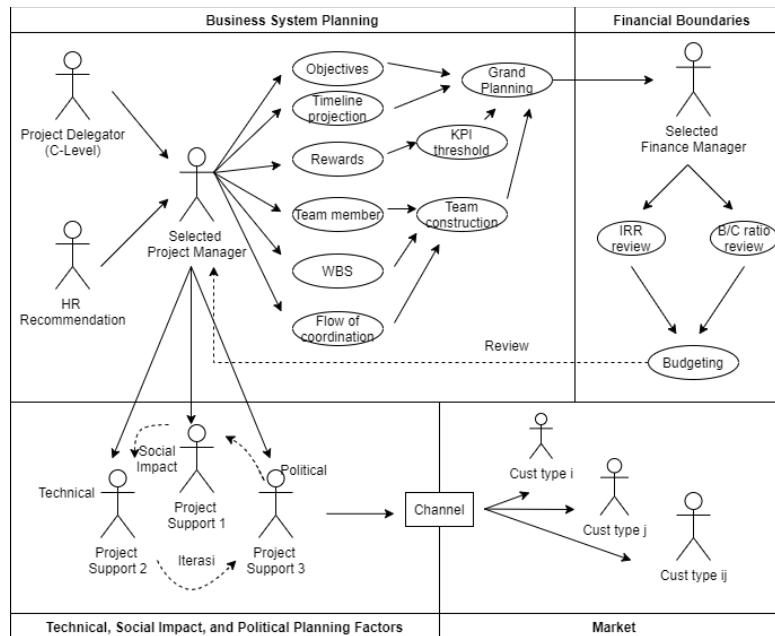 Business System Planning
Financial Boundaries
Project Delegator
(C-Level)
HR
Recommendation
Selected
Project Manager
Objectives
Timeline
projection
Rewards
Team member
WBS
Flow of
coordination
Grand
Planning
KPI
threshold
Team
construction
Selected
Finance Manager
IRR
review
B/C ratio
review
Budgeting
Review
Technical
Social
Impact
Political
Project
Support 1
Project
Support 2
Iterasi
Project
Support 3
Channel
Cust type i
Cust type j
Cust type ij
Technical, Social Impact, and Political Planning Factors
Market